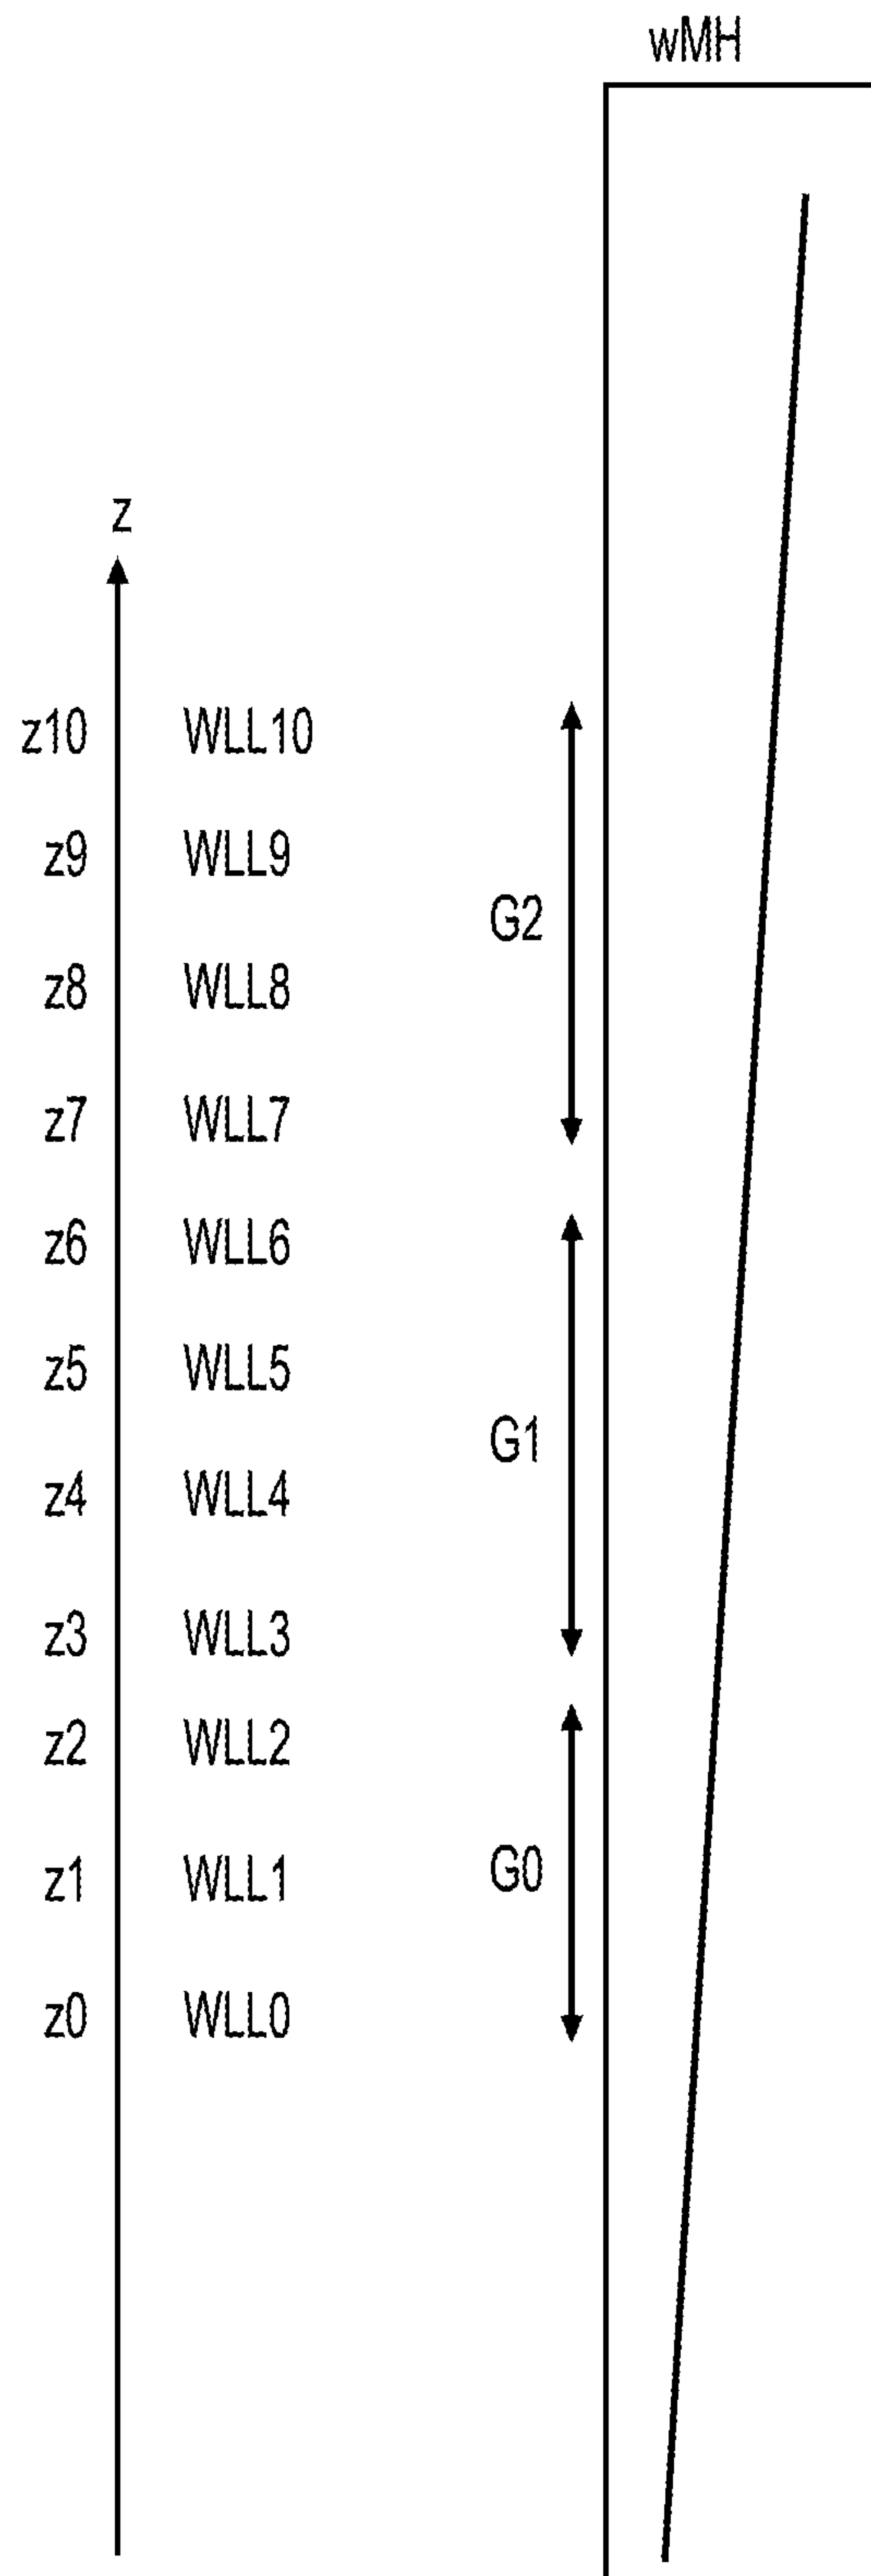 wMH
z
z10 WLL10
z9 WLL9
G2
z8 WLL8
z7 WLL7
z6 WLL6
z5 WLL5
G1
z4 WLL4
z3 WLL3
z2 WLL2
z1 WLL1 G0
z0 WLL0